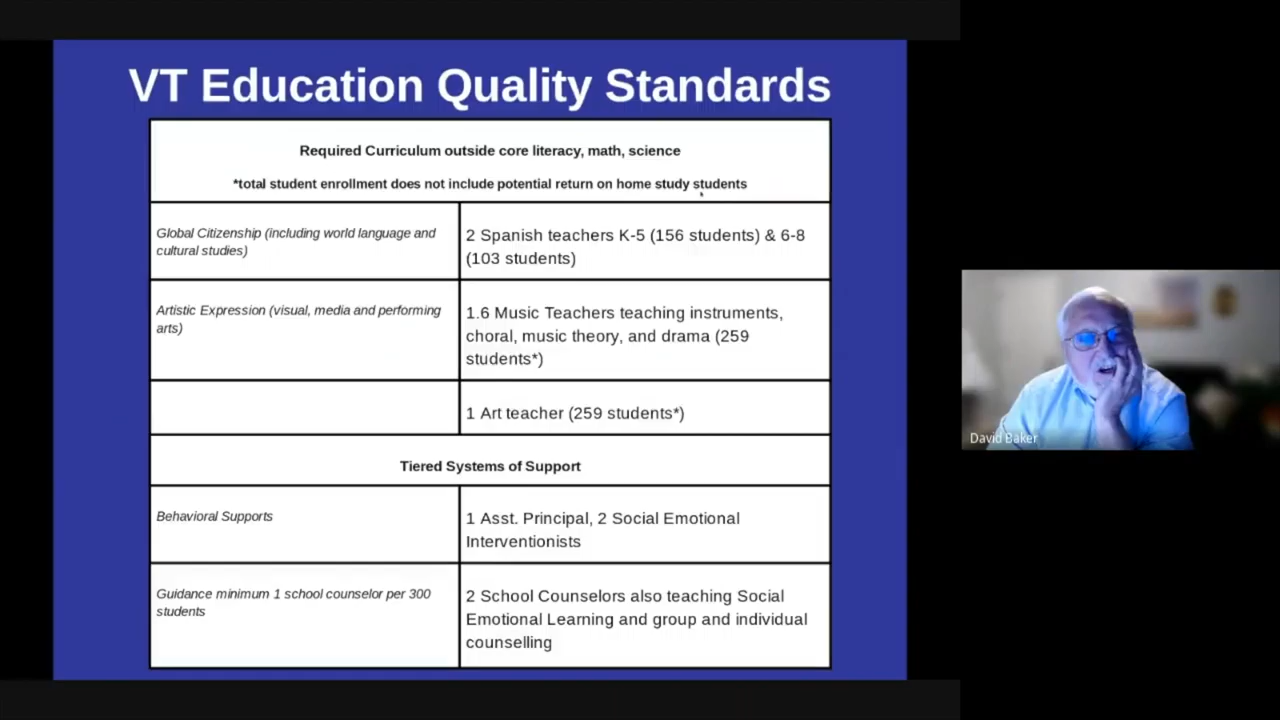 VT Education Quality Standards
Required Curriculum outside core literacy, math, science
*total student enrollment does not include potential return on home study students
Global Citizenship (including world language and
cultural studies)
2 Spanish teachers K-5 (156 students) & 6-8
(103 students)
Artistic Expression (visual, media and performing
arts)
1.6 Music Teachers teaching instruments,
choral, music theory, and drama (259
students*)
1 Art teacher (259 students*)
Tiered Systems of Support
Behavioral Supports
1 Asst. Principal, 2 Social Emotional
Interventionists
Guidance minimum 1 school counselor per 300
students
2 School Counselors also teaching Social
Emotional Learning and group and individual
counselling
David Baker